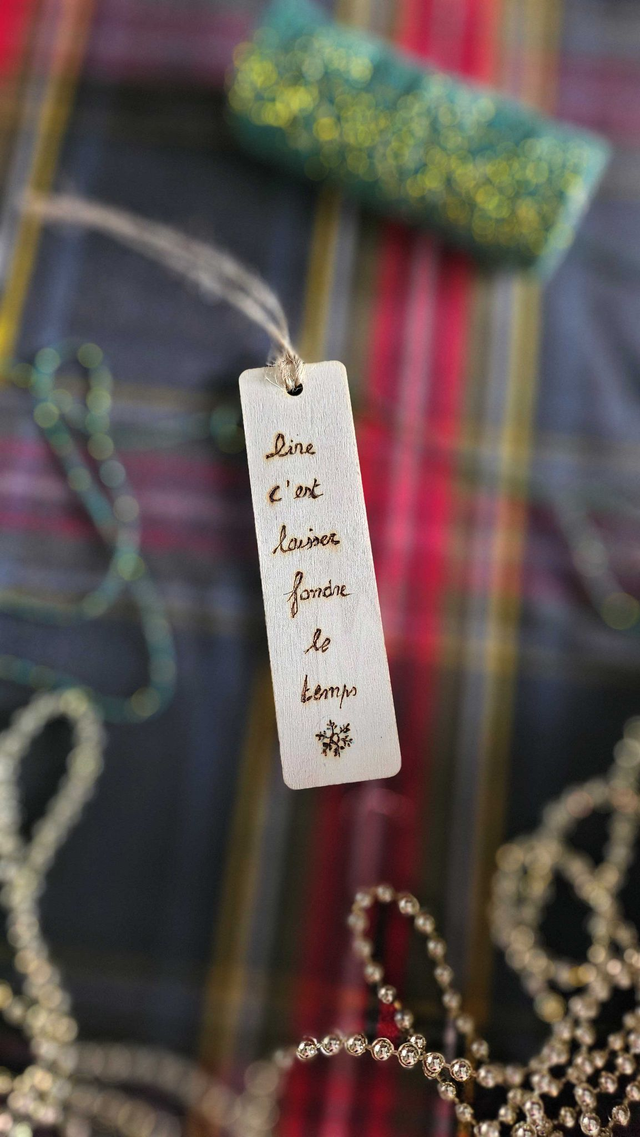 lire
c'est
laisser
fondre
le
temps